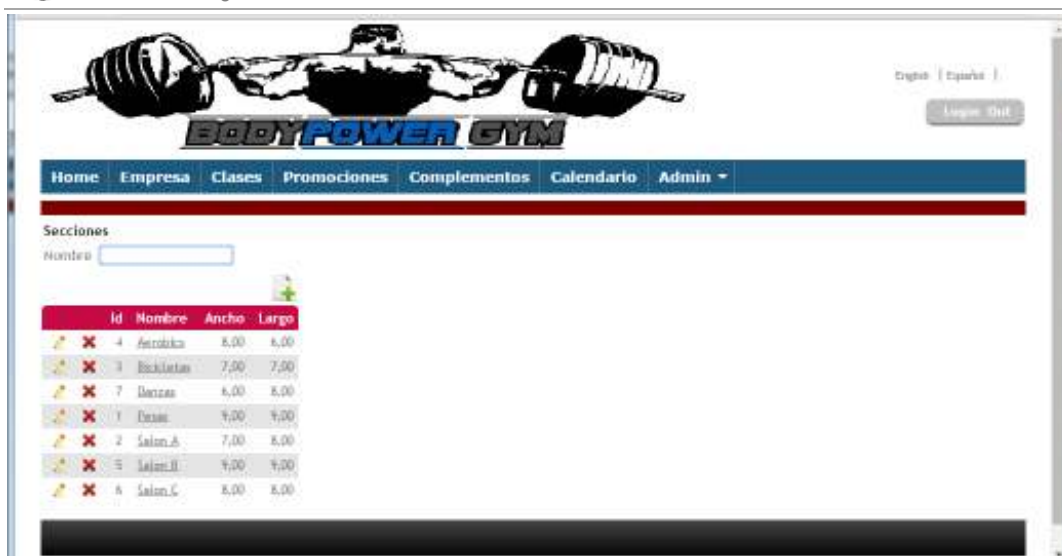 English | Español |
Login Out
BODYPOWER GYM
Home Empresa Clases Promociones Complementos Calendario Admin
Secciones
Nombre
Id Nombre Ancho Largo
4 Aerobics 8,00 6,00
3 Bicicletas 7,00 7,00
7 Danzas 6,00 8,00
1 Pesas 9,00 9,00
2 Salon A 7,00 8,00
5 Salon B 9,00 9,00
6 Salon C 8,00 8,00